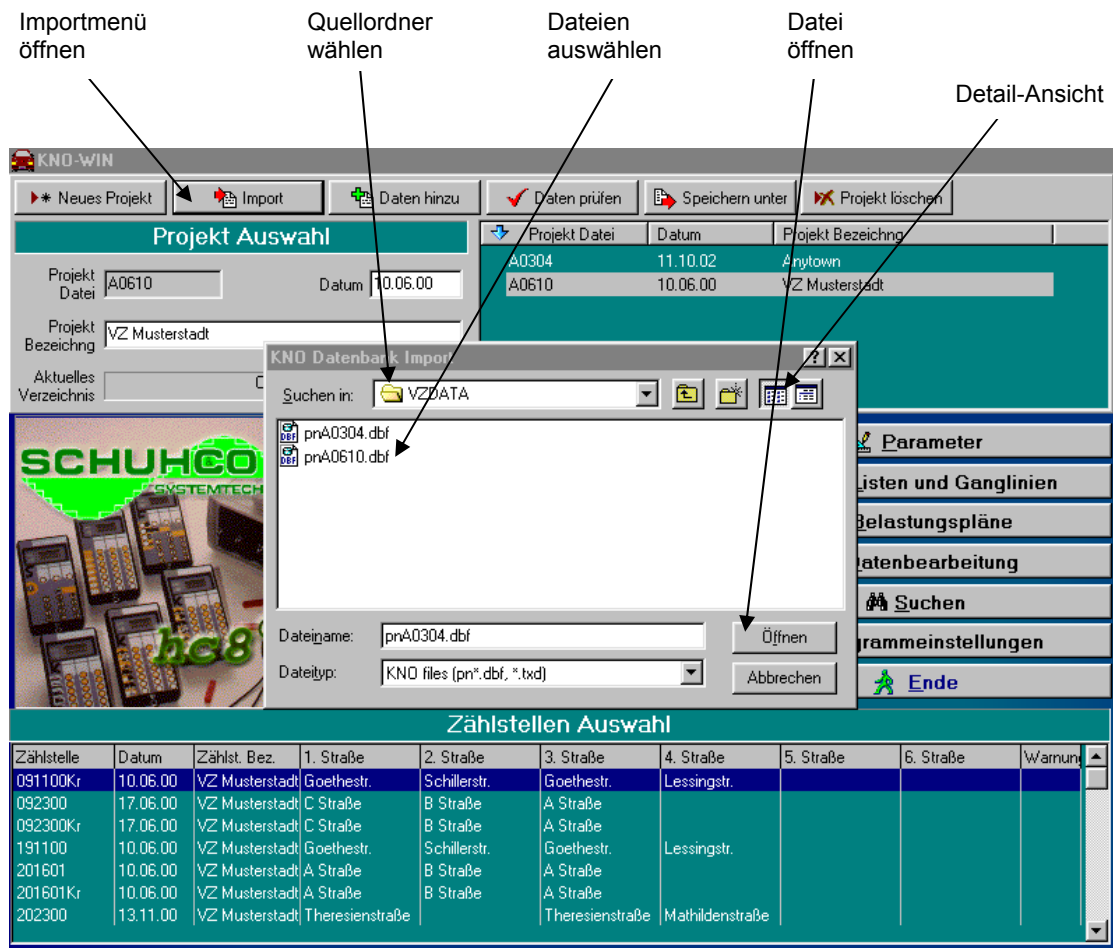 Importmenü
öffnen
Quellordner
wählen
Dateien
auswählen
Datei
öffnen
Detail-Ansicht
KNO-WIN
Neues Projekt
Import
Daten hinzu
Daten prüfen
Speichern unter
Projekt löschen
Projekt Auswahl
Projekt Datei Datum Projekt Bezeichng
A0304 11.10.02 Anytown
A0610 10.06.00 VZ Musterstadt
Projekt
Datei
A0610
Datum 10.06.00
Projekt
Bezeichng
VZ Musterstadt
Aktuelles
Verzeichnis
KNO Datenbank Import
Suchen in: VZDATA
pnA0304.dbf
pnA0610.dbf
Dateiname: pnA0304.dbf
Öffnen
Dateityp: KNO files (pn*.dbf, *.txd)
Abbrechen
SCHUHCO
SYSTEMTECH
hc8
Parameter
Listen und Ganglinien
Belastungspläne
atenbearbeitung
Suchen
grammeinstellungen
Ende
Zählstellen Auswahl
Zählstelle Datum Zählst. Bez. 1. Straße 2. Straße 3. Straße 4. Straße 5. Straße 6. Straße Warnung
091100Kr 10.06.00 VZ Musterstadt Goethestr. Schillerstr. Goethestr. Lessingstr.
092300 17.06.00 VZ Musterstadt C Straße B Straße A Straße
092300Kr 17.06.00 VZ Musterstadt C Straße B Straße A Straße
191100 10.06.00 VZ Musterstadt Goethestr. Schillerstr. Goethestr. Lessingstr.
201601 10.06.00 VZ Musterstadt A Straße B Straße A Straße
201601Kr 10.06.00 VZ Musterstadt A Straße B Straße A Straße
202300 13.11.00 VZ Musterstadt Theresienstraße Theresienstraße Mathildenstraße